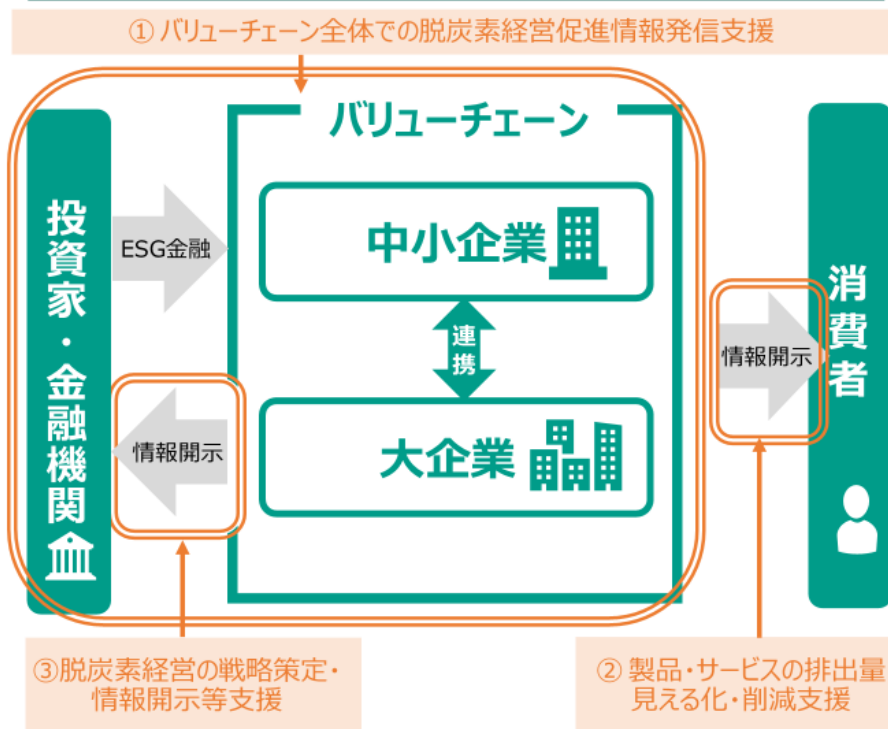 ① バリューチェーン全体での脱炭素経営促進情報発信支援
バリューチェーン
投資家・金融機関
ESG金融
中小企業
連携
大企業
情報開示
情報開示
消費者
③脱炭素経営の戦略策定・
情報開示等支援
② 製品・サービスの排出量
見える化・削減支援